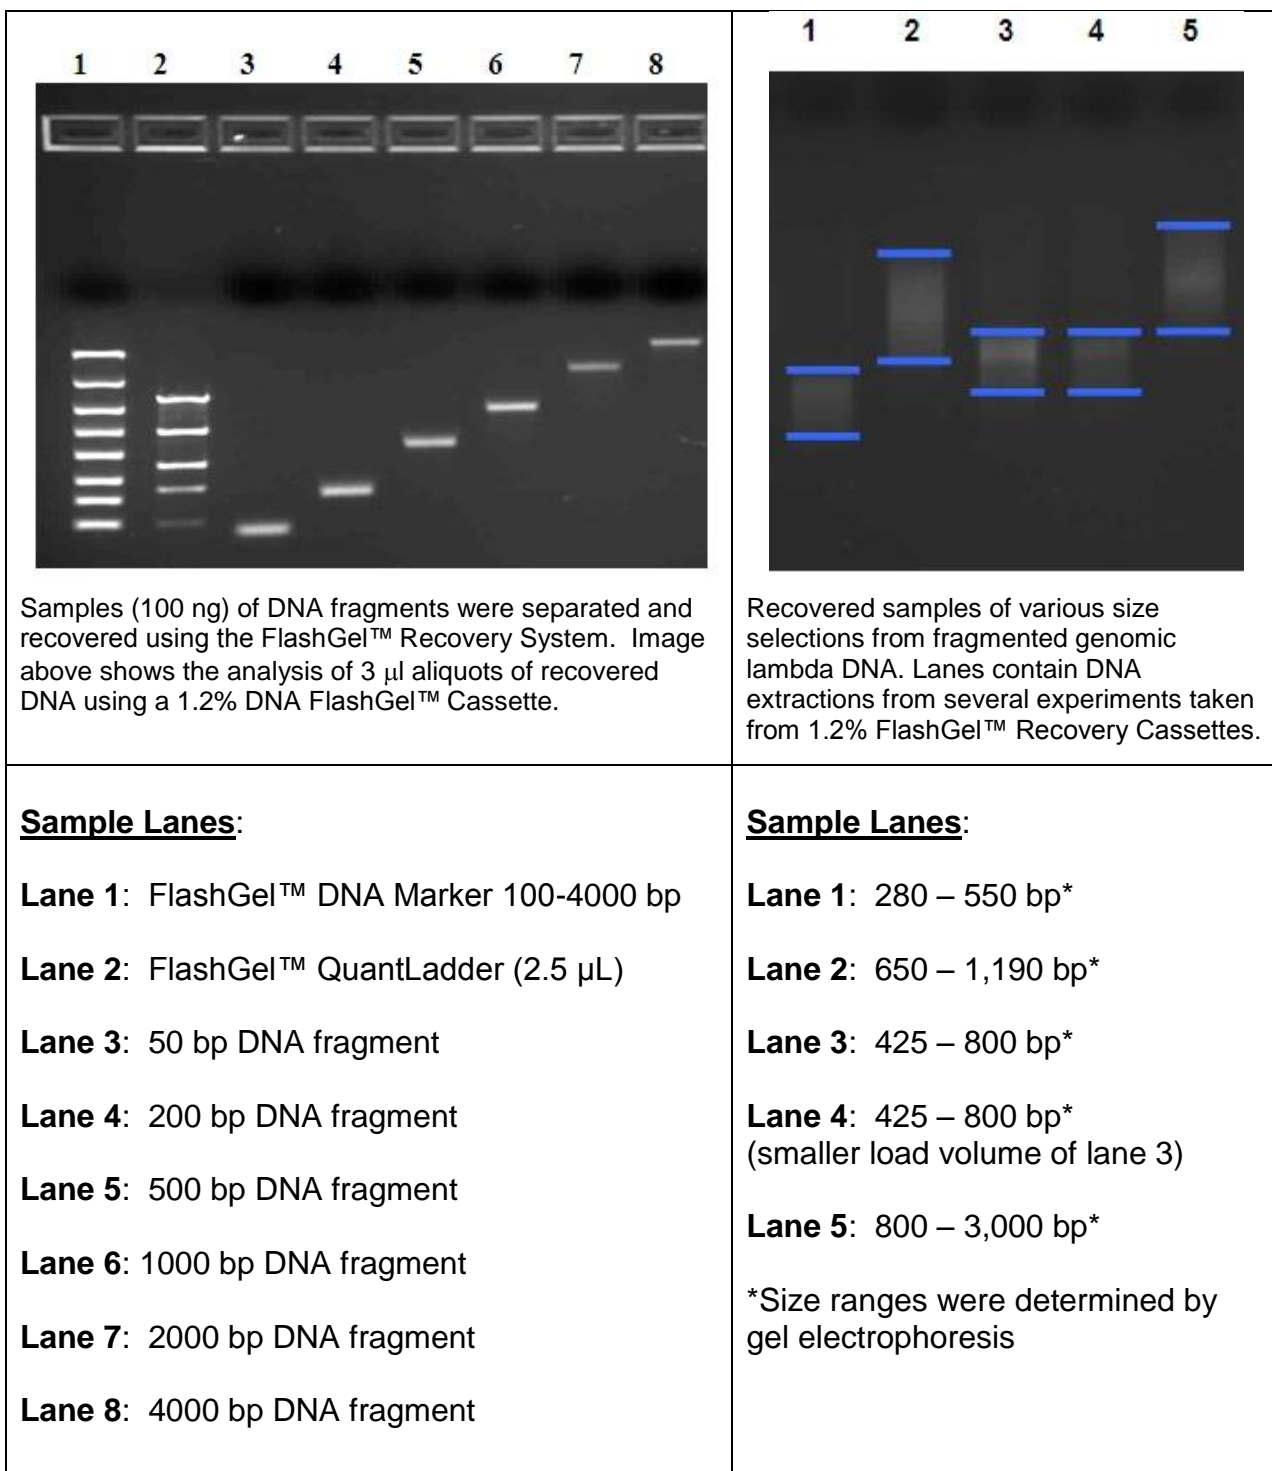 1 2 3 4 5 6 7 8
Samples (100 ng) of DNA fragments were separated and
recovered using the FlashGel™ Recovery System. Image
above shows the analysis of 3 μl aliquots of recovered
DNA using a 1.2% DNA FlashGel™ Cassette.
1 2 3 4 5
Recovered samples of various size
selections from fragmented genomic
lambda DNA. Lanes contain DNA
extractions from several experiments taken
from 1.2% FlashGel™ Recovery Cassettes.
Sample Lanes:
Lane 1: FlashGel™ DNA Marker 100-4000 bp
Lane 2: FlashGel™ QuantLadder (2.5 µL)
Lane 3: 50 bp DNA fragment
Lane 4: 200 bp DNA fragment
Lane 5: 500 bp DNA fragment
Lane 6: 1000 bp DNA fragment
Lane 7: 2000 bp DNA fragment
Lane 8: 4000 bp DNA fragment
Sample Lanes:
Lane 1: 280 – 550 bp*
Lane 2: 650 – 1,190 bp*
Lane 3: 425 – 800 bp*
Lane 4: 425 – 800 bp*
(smaller load volume of lane 3)
Lane 5: 800 – 3,000 bp*
*Size ranges were determined by
gel electrophoresis